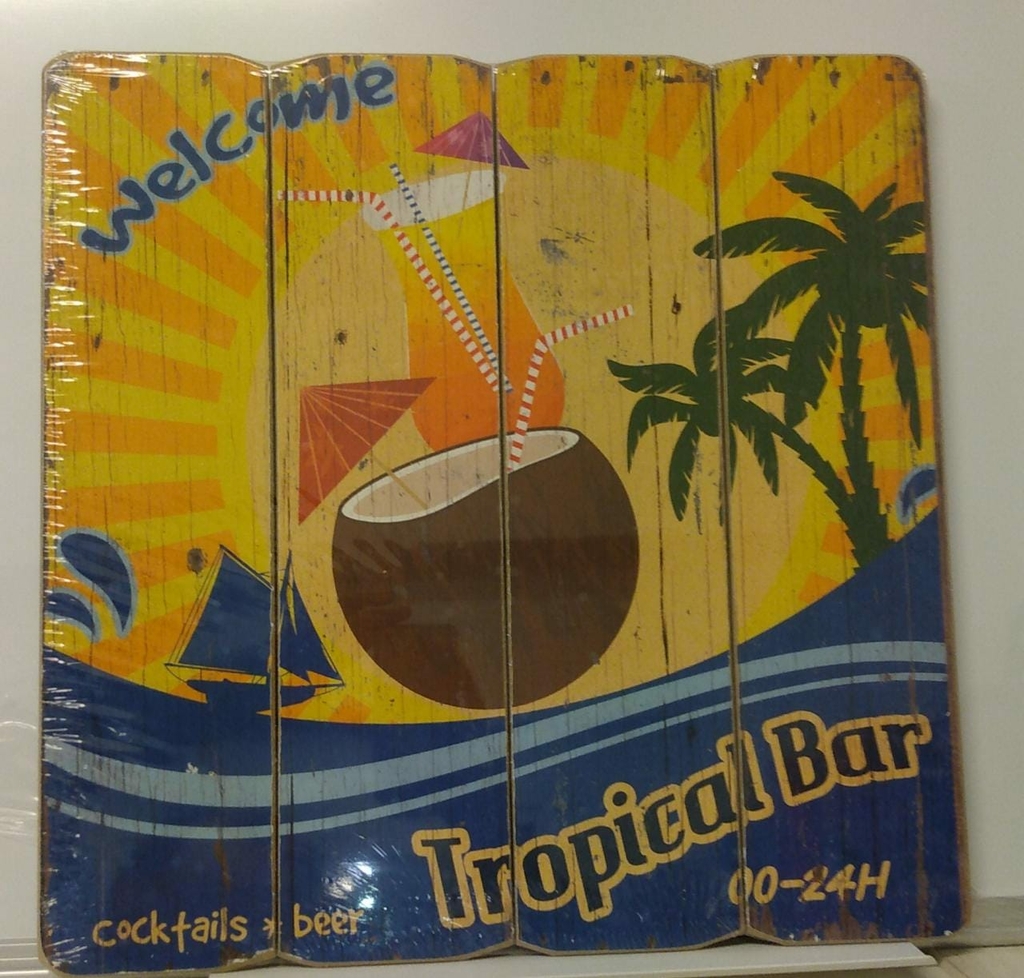 welcome
Tropical Bar
00-24H
cocktails * beer